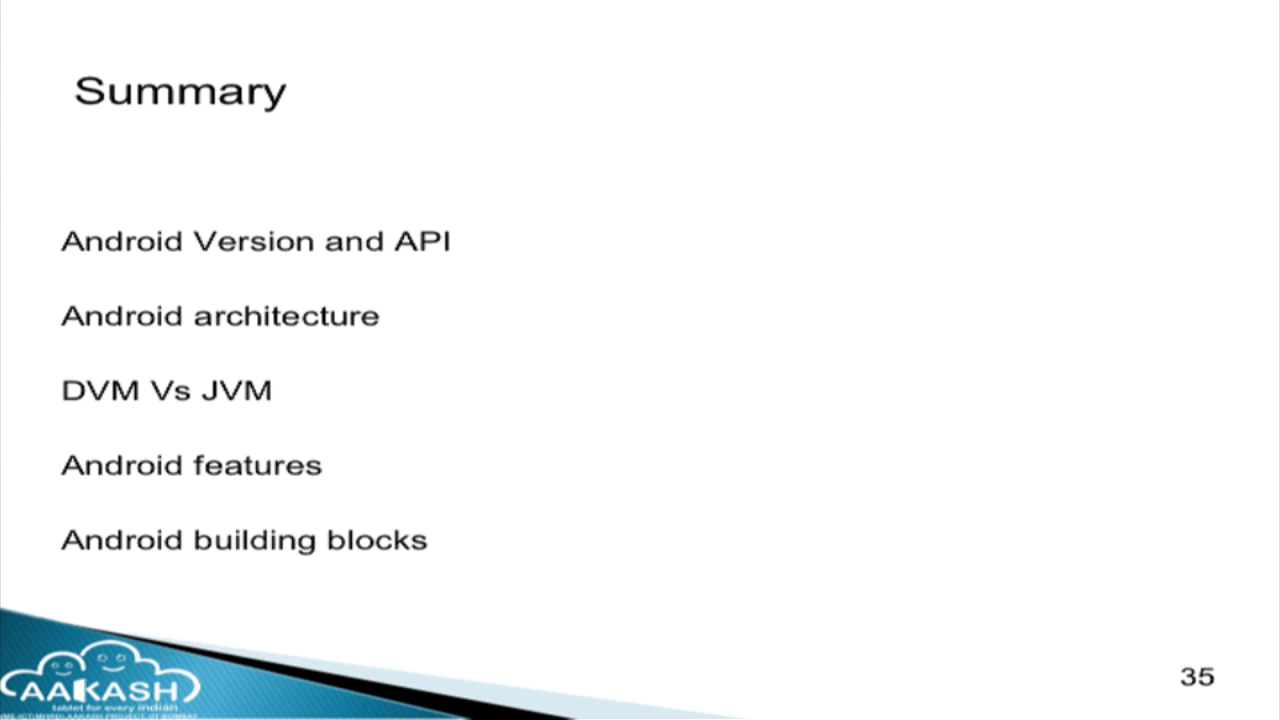 Summary
Android Version and API
Android architecture
DVM Vs JVM
Android features
Android building blocks
AAKASH
tablet for every indian
35